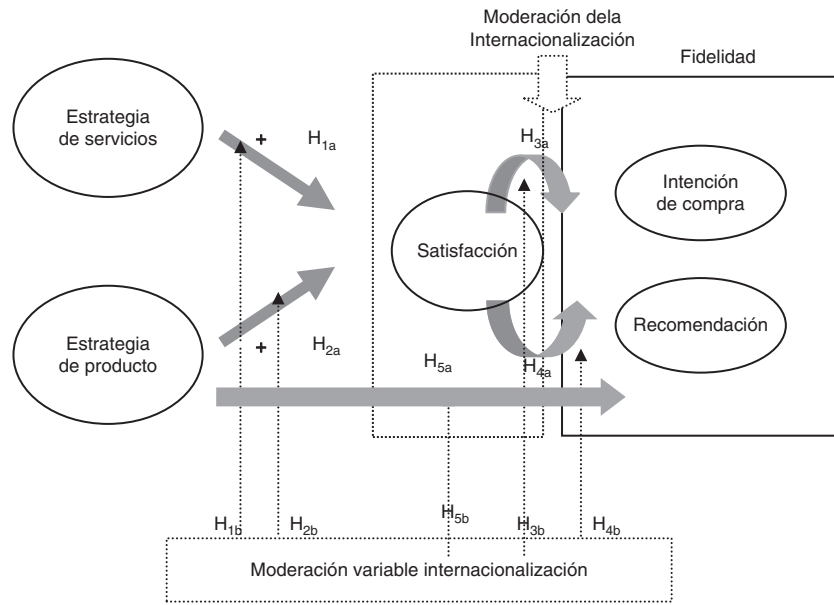 Moderación dela
Internacionalización
Fidelidad
Estrategia
de servicios
+
H1a
H3a
Intención
de compra
Satisfacción
Estrategia
de producto
+
H2a
Recomendación
H5a
H4a
H1b
H2b
H5b
H3b
H4b
Moderación variable internacionalización